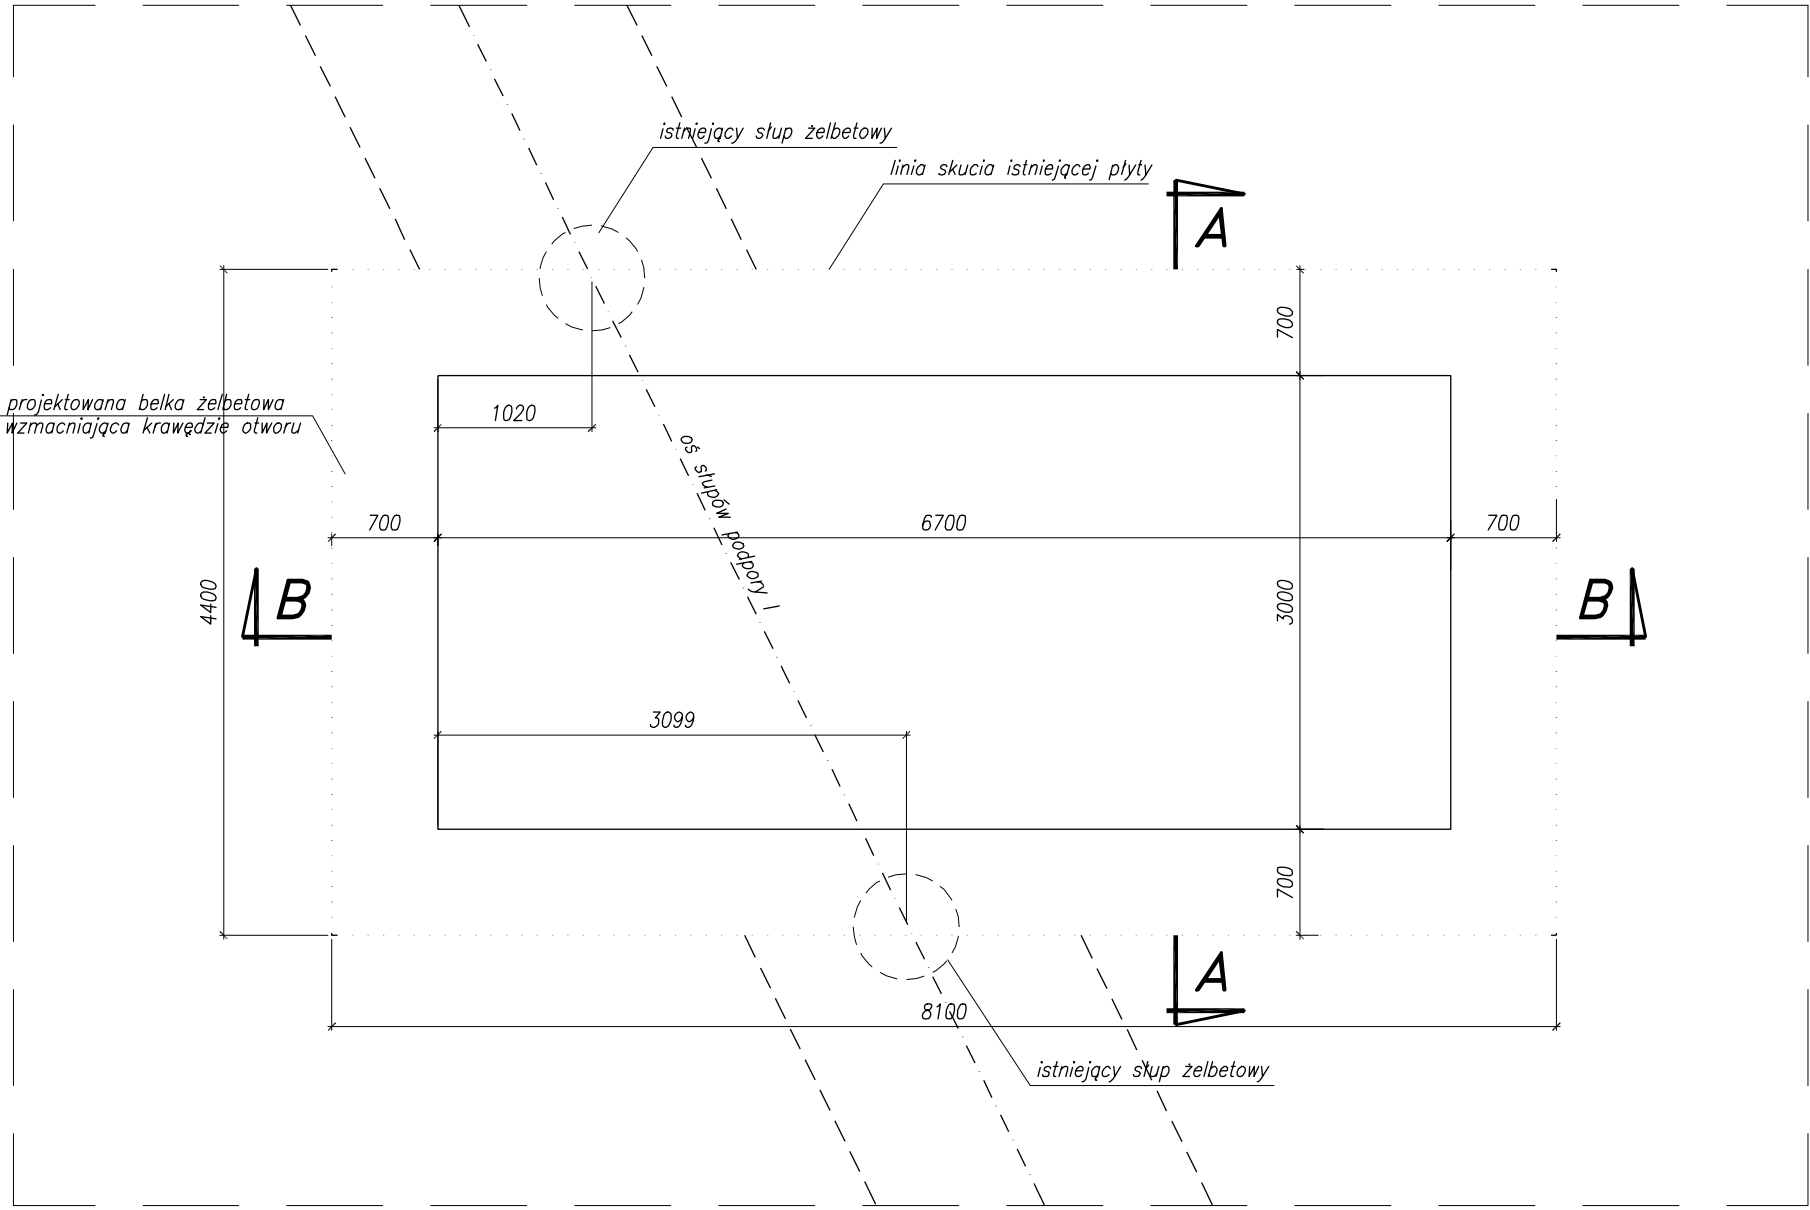 istniejący słup żelbetowy
linia skucia istniejącej płyty
A
700
projektowana belka żelbetowa
wzmacniająca krawędzie otworu
1020
oś słupów podpory I
700
6700
700
4400
B
3000
B
3099
700
A
8100
istniejący słup żelbetowy